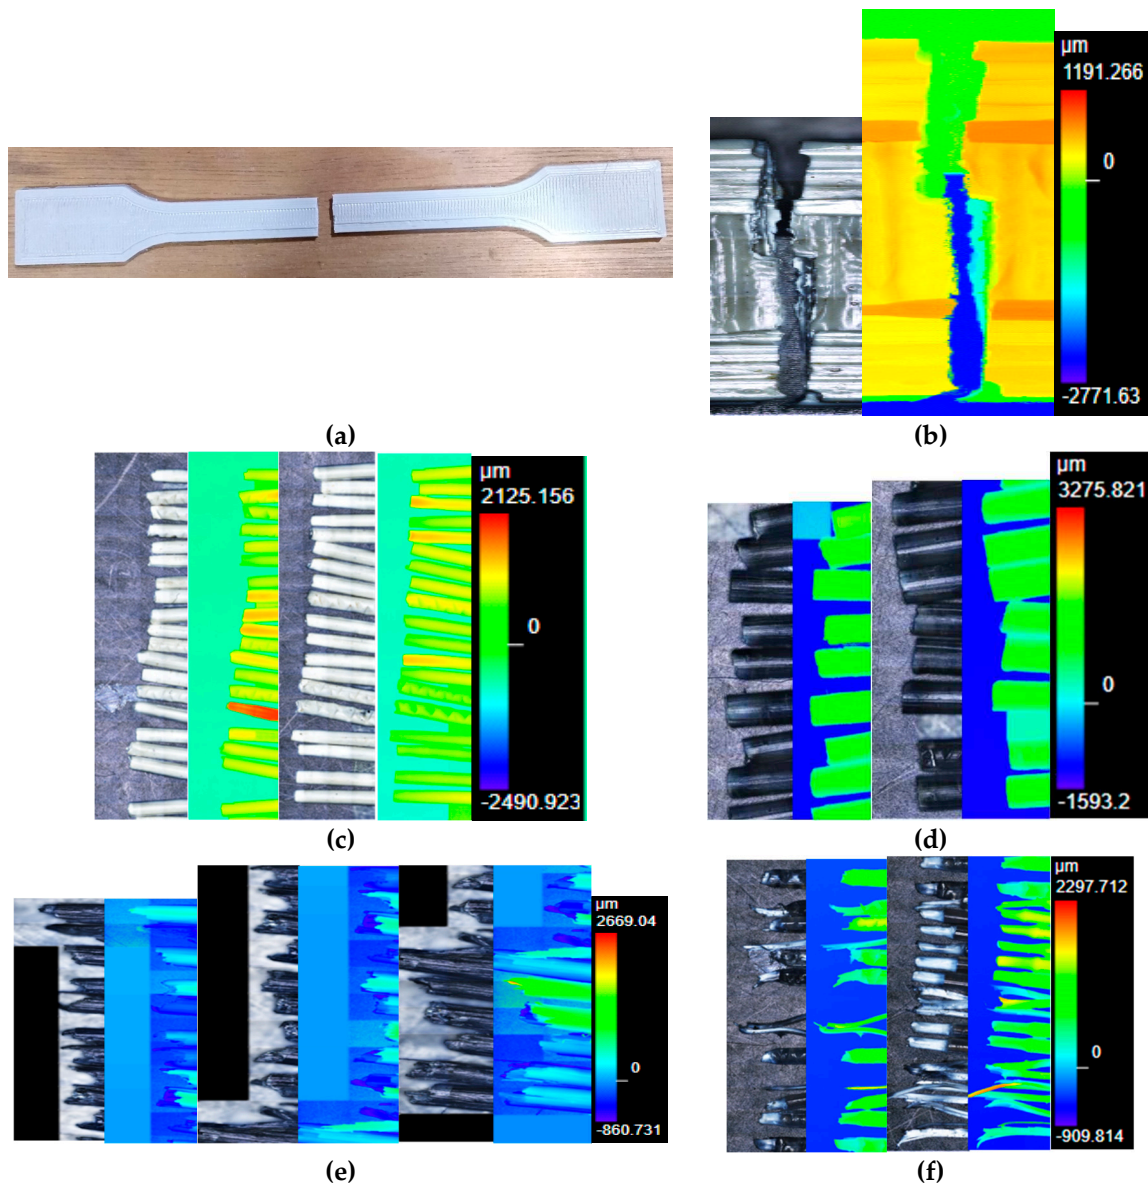 µm
1191.266
0
-2771.63
(a)
(b)
µm
2125.156
0
-2490.923
µm
3275.821
0
-1593.2
(c)
(d)
µm
2669.04
0
-860.731
µm
2297.712
0
-909.814
(e)
(f)